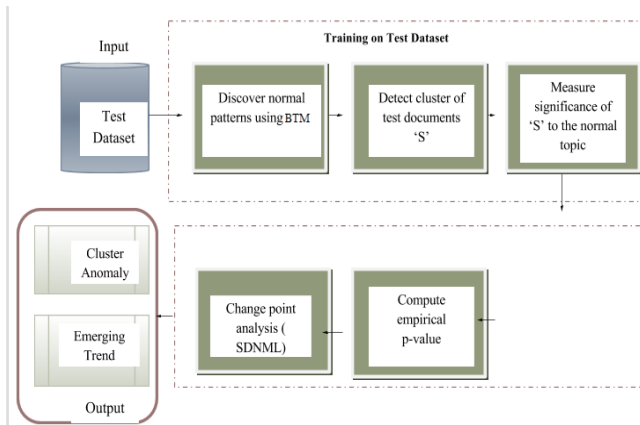 Input
Test
Dataset
Training on Test Dataset
Discover normal
patterns using BTM
Detect cluster of
test documents
‘S’
Measure
significance of
‘S’ to the normal
topic
Cluster
Anomaly
Emerging
Trend
Output
Change point
analysis (
SDNML)
Compute
empirical
p-value